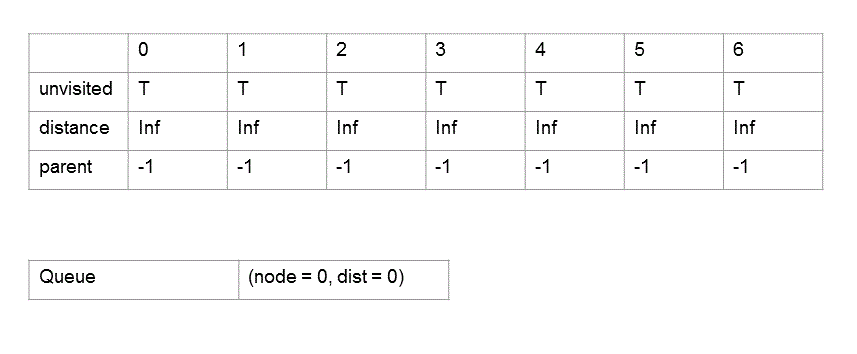 0 1 2 3 4 5 6
unvisited T T T T T T T
distance Inf Inf Inf Inf Inf Inf Inf
parent -1 -1 -1 -1 -1 -1 -1
Queue (node = 0, dist = 0)